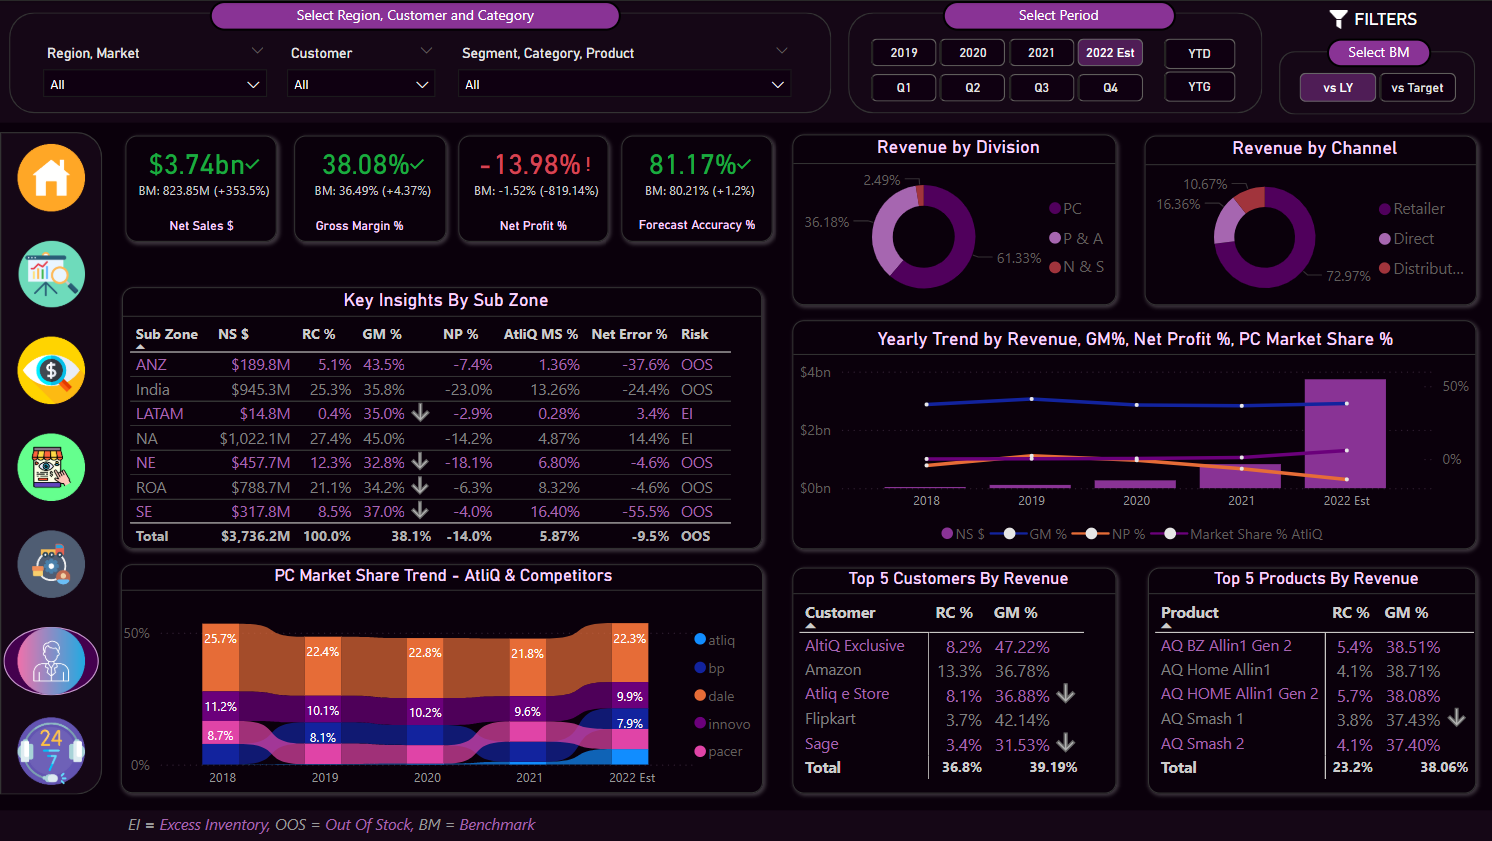 Select Region, Customer and Category
Region, Market
All
Customer
All
Segment, Category, Product
All
Select Period
2019 2020 2021 2022 Est YTD
Q1 Q2 Q3 Q4 YTG
FILTERS
Select BM
vs LY vs Target
$3.74bn
BM: 823.85M (+353.5%)
Net Sales $
38.08%
BM: 36.49% (+4.37%)
Gross Margin %
-13.98% !
BM: -1.52% (-819.14%)
Net Profit %
81.17%
BM: 80.21% (+1.2%)
Forecast Accuracy %
Revenue by Division
2.49%
36.18%
61.33%
PC
P & A
N & S
Revenue by Channel
10.67%
16.36%
72.97%
Retailer
Direct
Distribut...
24
7
Key Insights By Sub Zone
Sub Zone NS $ RC % GM % NP % AtliQ MS % Net Error % Risk
ANZ $189.8M 5.1% 43.5% -7.4% 1.36% -37.6% OOS
India $945.3M 25.3% 35.8% -23.0% 13.26% -24.4% OOS
LATAM $14.8M 0.4% 35.0% -2.9% 0.28% 3.4% EI
NA $1,022.1M 27.4% 45.0% -14.2% 4.87% 14.4% EI
NE $457.7M 12.3% 32.8% -18.1% 6.80% -4.6% OOS
ROA $788.7M 21.1% 34.2% -6.3% 8.32% -4.6% OOS
SE $317.8M 8.5% 37.0% -4.0% 16.40% -55.5% OOS
Total $3,736.2M 100.0% 38.1% -14.0% 5.87% -9.5% OOS
Yearly Trend by Revenue, GM%, Net Profit %, PC Market Share %
$4bn
$2bn
$0bn
50%
0%
2018 2019 2020 2021 2022 Est
NS $ GM % NP % Market Share % AtliQ
PC Market Share Trend - AtliQ & Competitors
50%
0%
25.7% 22.4% 22.8% 21.8% 22.3%
11.2% 10.1% 10.2% 9.6% 9.9%
8.7% 8.1% 7.9%
2018 2019 2020 2021 2022 Est
atliq
bp
dale
innovo
pacer
Top 5 Customers By Revenue
Customer RC % GM %
AltiQ Exclusive 8.2% 47.22%
Amazon 13.3% 36.78%
Atliq e Store 8.1% 36.88%
Flipkart 3.7% 42.14%
Sage 3.4% 31.53%
Total 36.8% 39.19%
Top 5 Products By Revenue
Product RC % GM %
AQ BZ Allin1 Gen 2 5.4% 38.51%
AQ Home Allin1 4.1% 38.71%
AQ HOME Allin1 Gen 2 5.7% 38.08%
AQ Smash 1 3.8% 37.43%
AQ Smash 2 4.1% 37.40%
Total 23.2% 38.06%
EI = Excess Inventory, OOS = Out Of Stock, BM = Benchmark